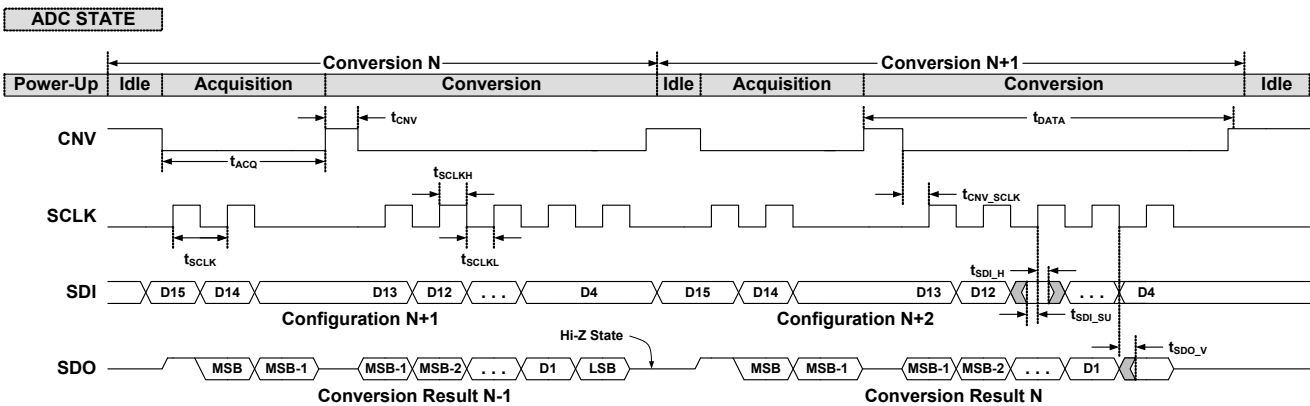 ADC STATE
Conversion N Conversion N+1
Power-Up Idle Acquisition Conversion Idle Acquisition Conversion Idle
CNV tCNV tDATA
tACQ
tSCLKH
SCLK tCNV_SCLK
tSCLK tSCLKL
tSDI_H
SDI D15 D14 D13 D12 . . . D4 D15 D14 D13 D12 . . . D4
Configuration N+1 Configuration N+2 tSDI_SU
Hi-Z State
tSDO_V
SDO MSB MSB-1 MSB-1 MSB-2 . . . D1 LSB MSB MSB-1 MSB-1 MSB-2 . . . D1
Conversion Result N-1 Conversion Result N